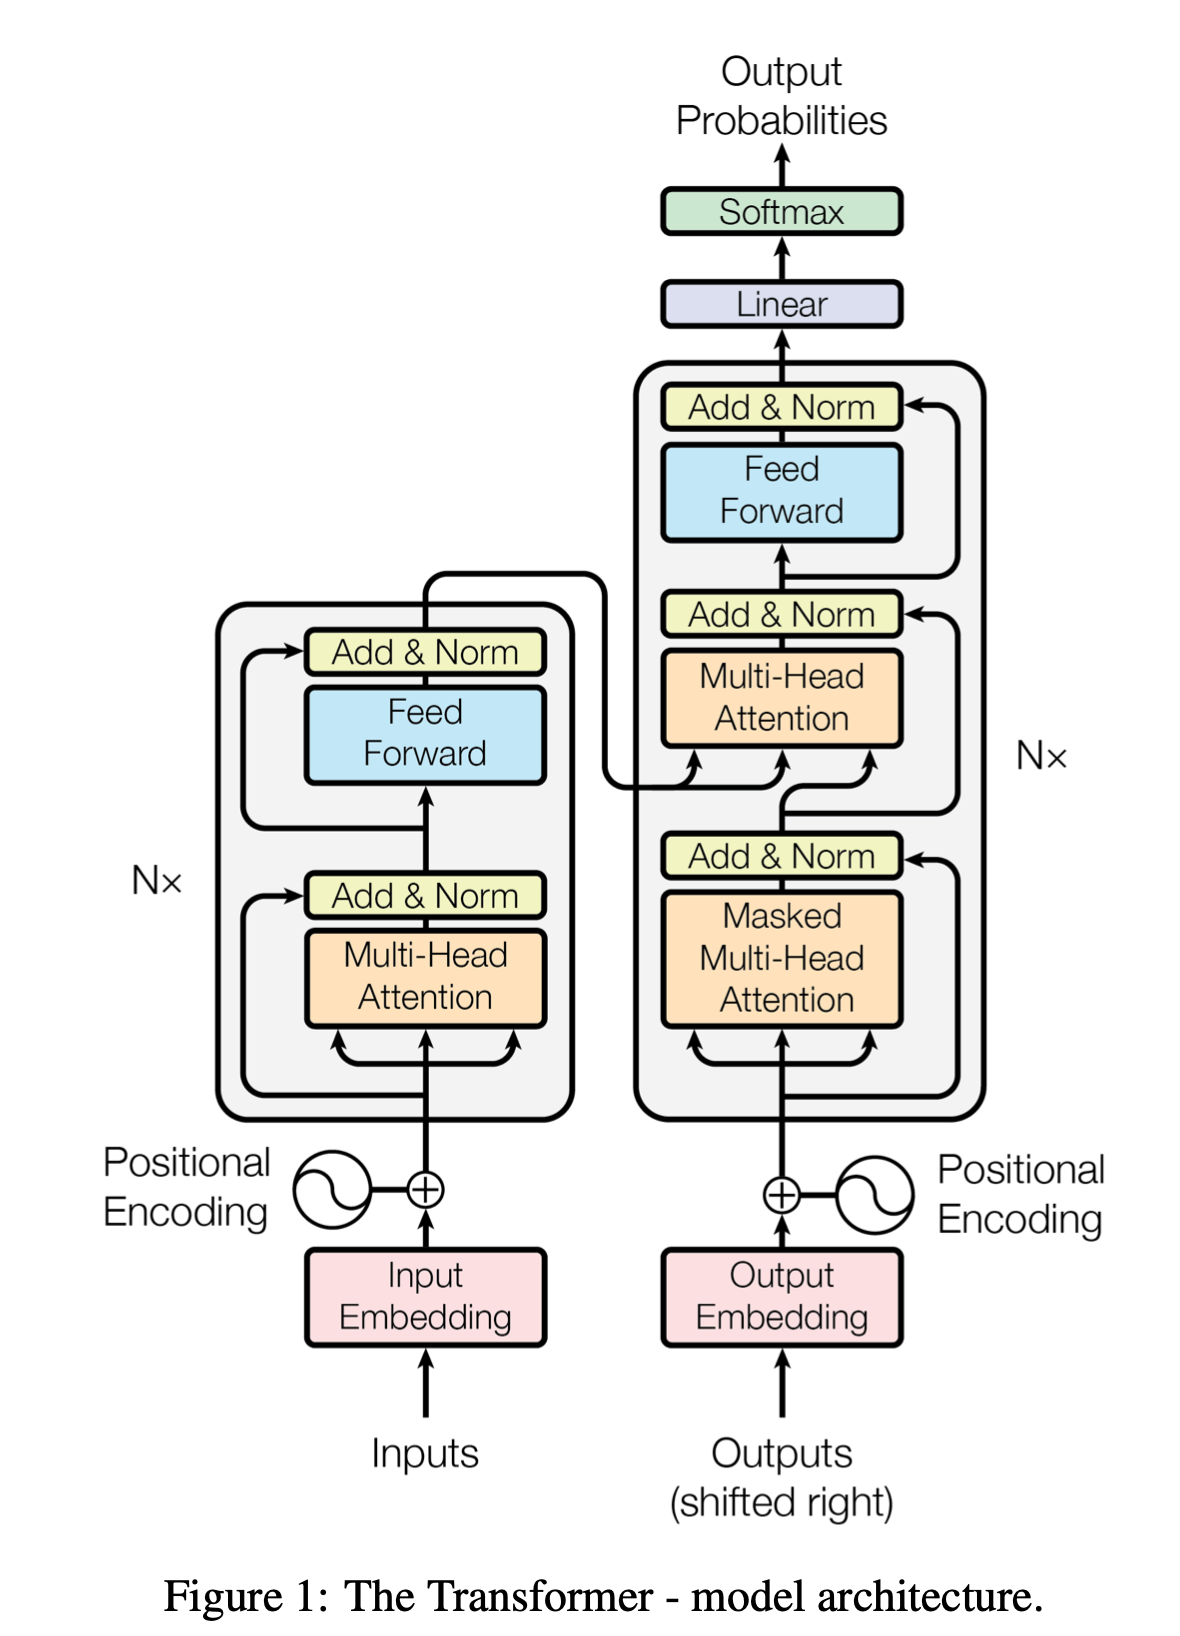 Output
Probabilities
Softmax
Linear
Add & Norm
Feed
Forward
Add & Norm
Multi-Head
Attention
Nx
Add & Norm
Masked
Multi-Head
Attention
Add & Norm
Feed
Forward
Nx
Add & Norm
Multi-Head
Attention
Positional
Encoding
Positional
Encoding
Input
Embedding
Output
Embedding
Inputs
Outputs
(shifted right)
Figure 1: The Transformer - model architecture.